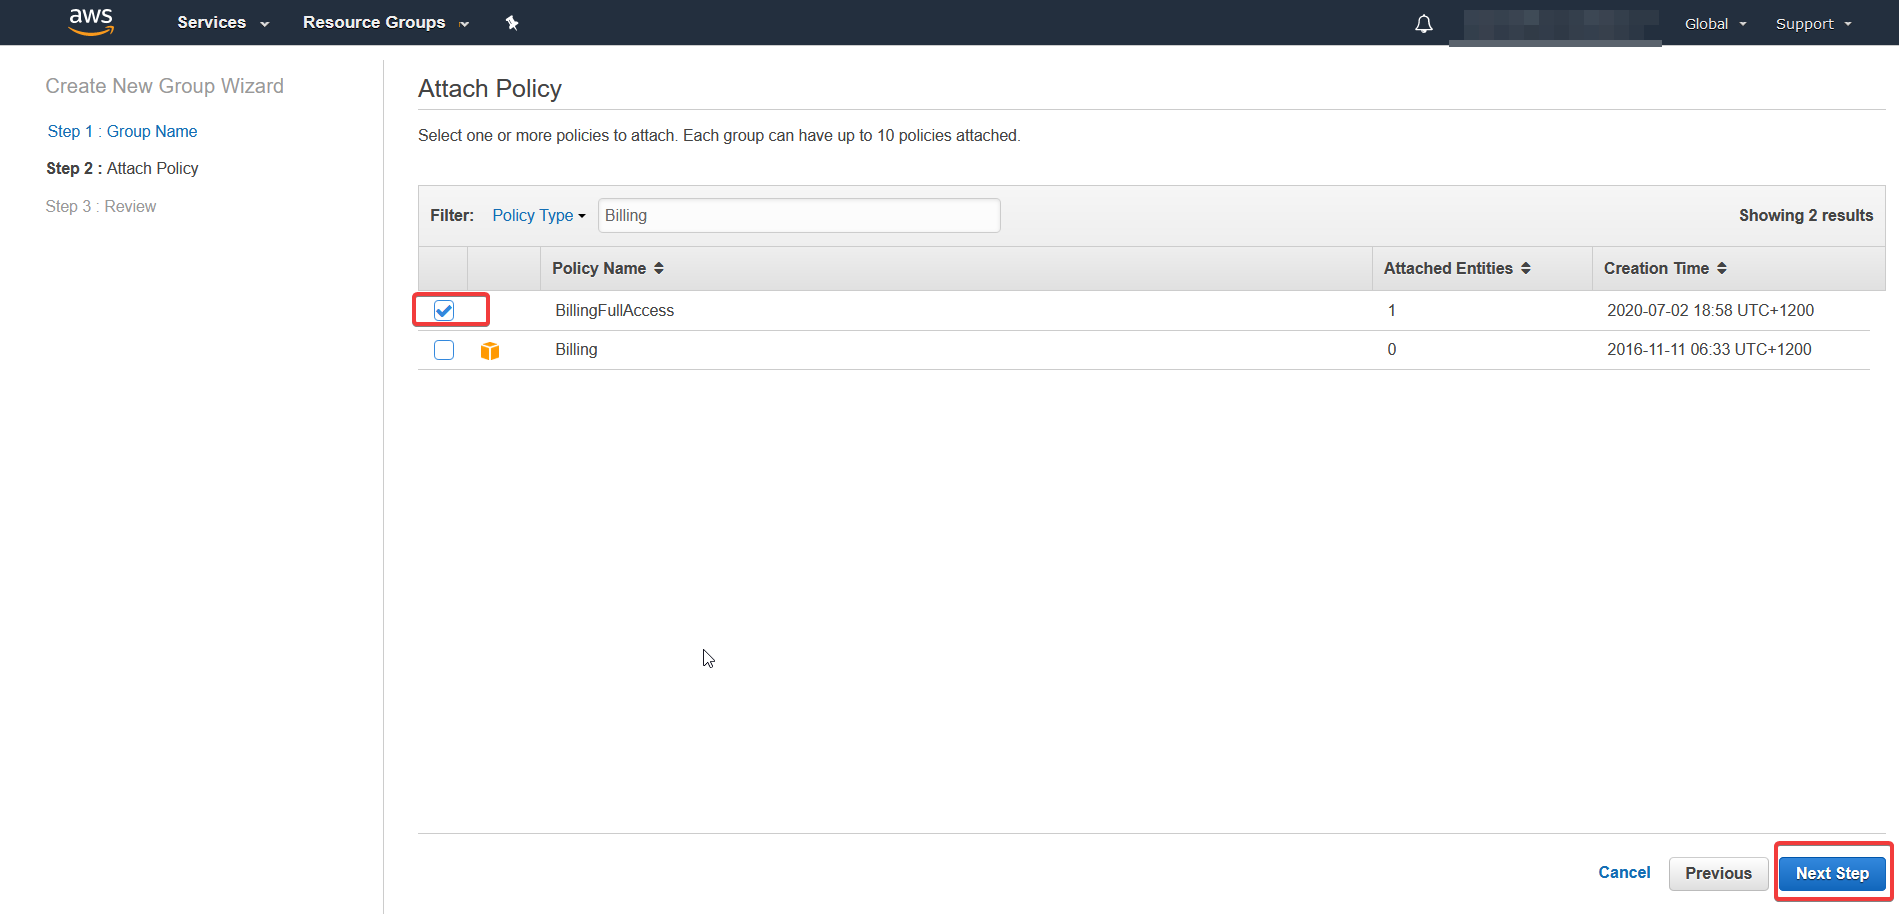 aws Services Resource Groups Global Support
Create New Group Wizard
Step 1 : Group Name
Step 2 : Attach Policy
Step 3 : Review
Attach Policy
Select one or more policies to attach. Each group can have up to 10 policies attached.
Filter: Policy Type Billing Showing 2 results
Policy Name Attached Entities Creation Time
BillingFullAccess 1 2020-07-02 18:58 UTC+1200
Billing 0 2016-11-11 06:33 UTC+1200
Cancel Previous Next Step